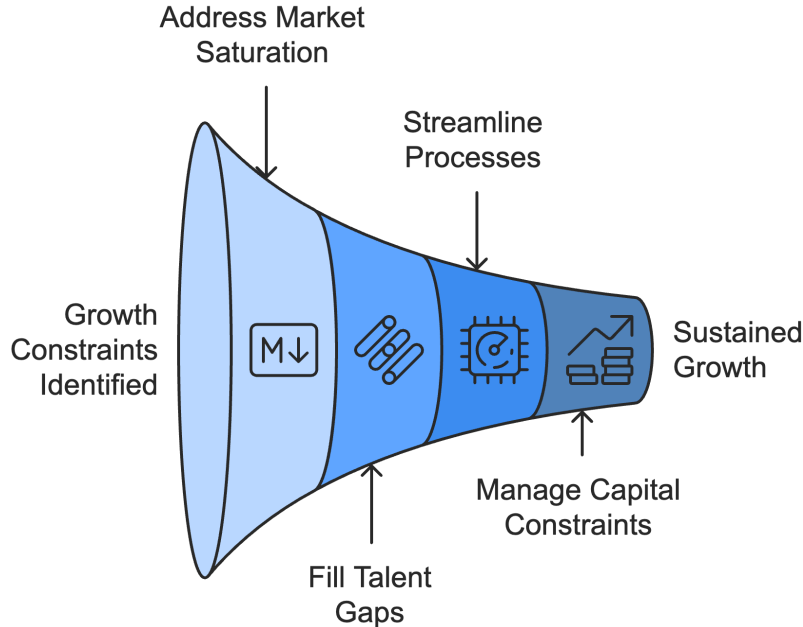 Address Market
Saturation
Streamline
Processes
Growth
Constraints
Identified
M↓
Sustained
Growth
Manage Capital
Constraints
Fill Talent
Gaps